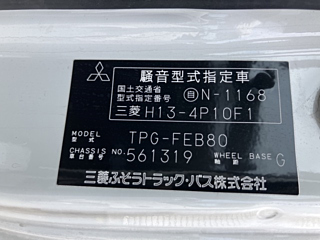 騒音型式指定車
国土交通省
型式指定番号 自 N-1168
三菱 H13-4P10F1
MODEL
型式 TPG-FEB80
CHASSIS NO.
車台番号 561319 WHEEL BASE
軸距 G
三菱ふそうトラック・バス株式会社